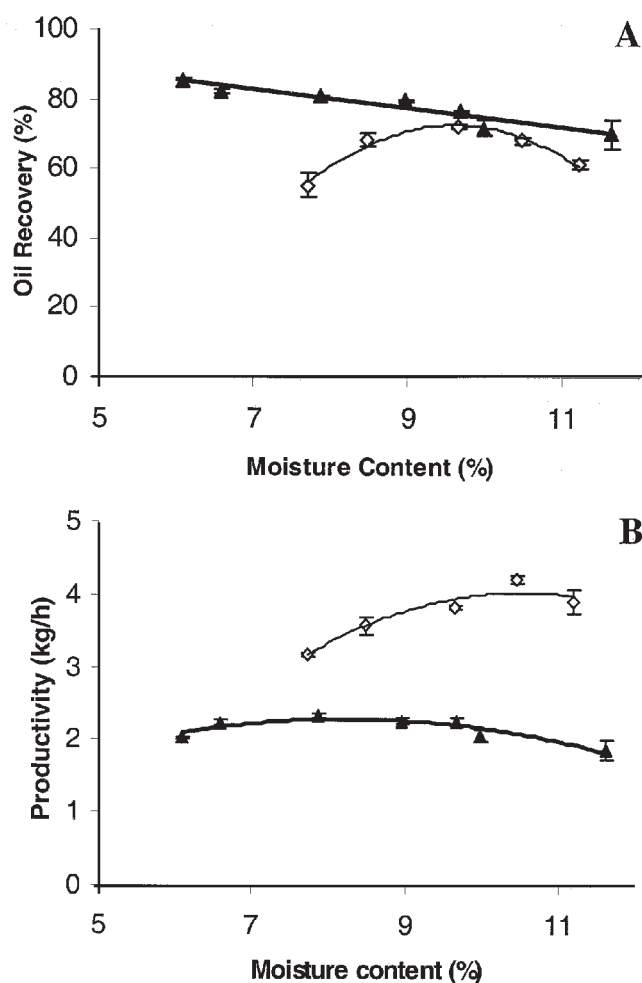 A
Oil Recovery (%)
100
80
60
40
20
0
5 7 9 11
Moisture Content (%)
B
Productivity (kg/h)
5
4
3
2
1
0
5 7 9 11
Moisture content (%)